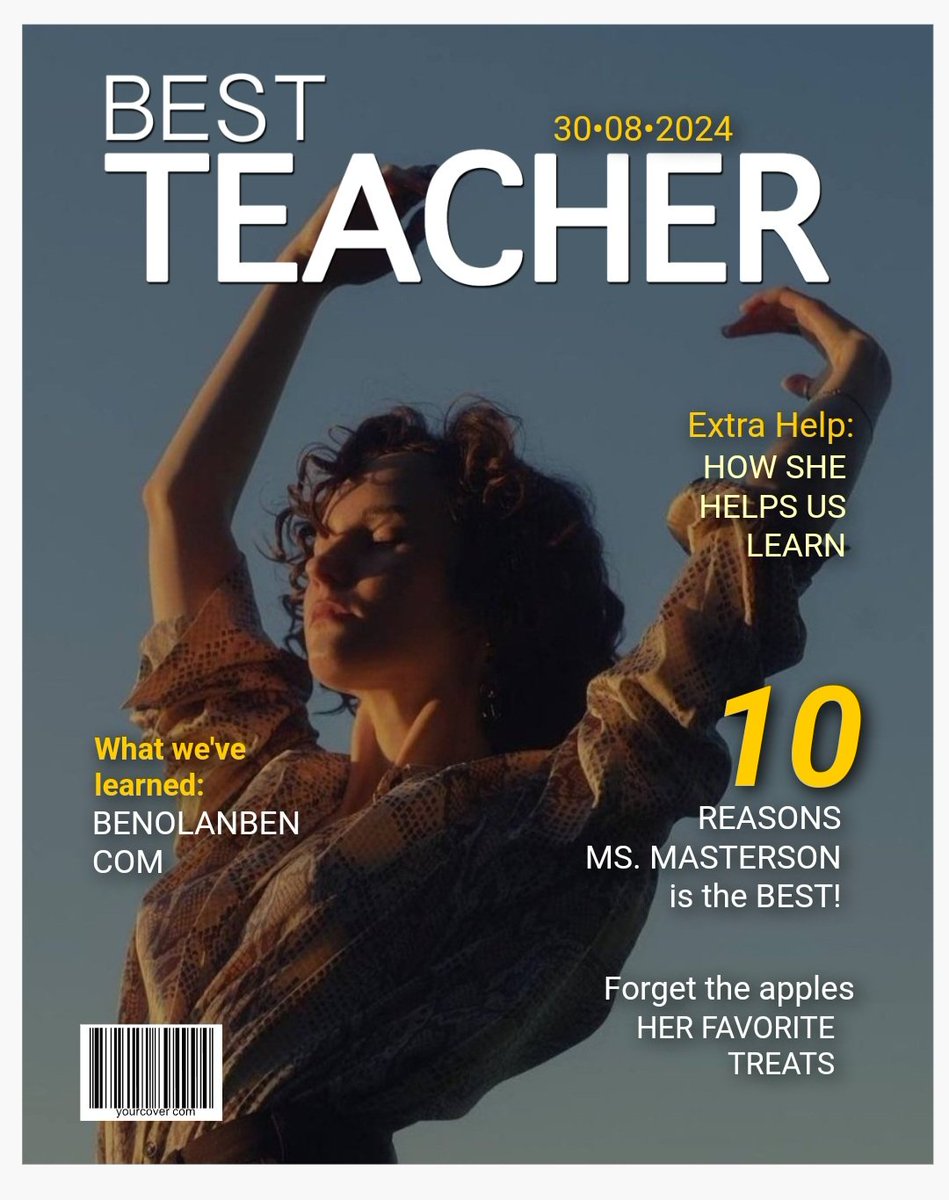 BEST
30•08•2024
TEACHER
Extra Help:
HOW SHE
HELPS US
LEARN
10
REASONS
MS. MASTERSON
is the BEST!
What we've
learned:
BENOLANBEN
COM
Forget the apples
HER FAVORITE
TREATS
yourcover com